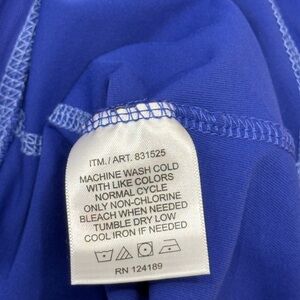 ITM./ ART. 831525
MACHINE WASH COLD
WITH LIKE COLORS
NORMAL CYCLE
ONLY NON-CHLORINE
BLEACH WHEN NEEDED
TUMBLE DRY LOW
COOL IRON IF NEEDED
RN 124189